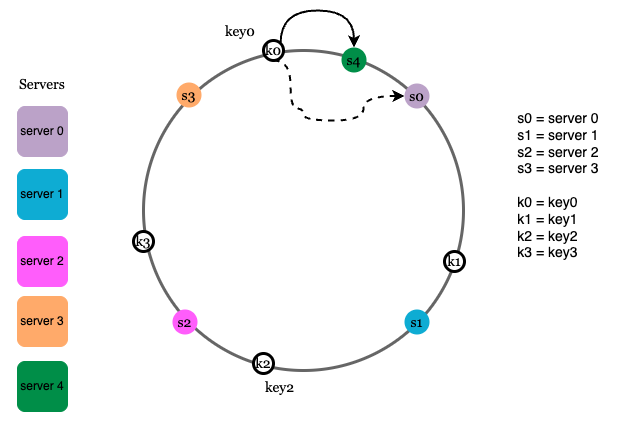 key0
k0
s4
s3
s0
Servers
server 0
server 1
server 2
server 3
server 4
k3
k1
s2
s1
k2
key2
s0 = server 0
s1 = server 1
s2 = server 2
s3 = server 3
k0 = key0
k1 = key1
k2 = key2
k3 = key3